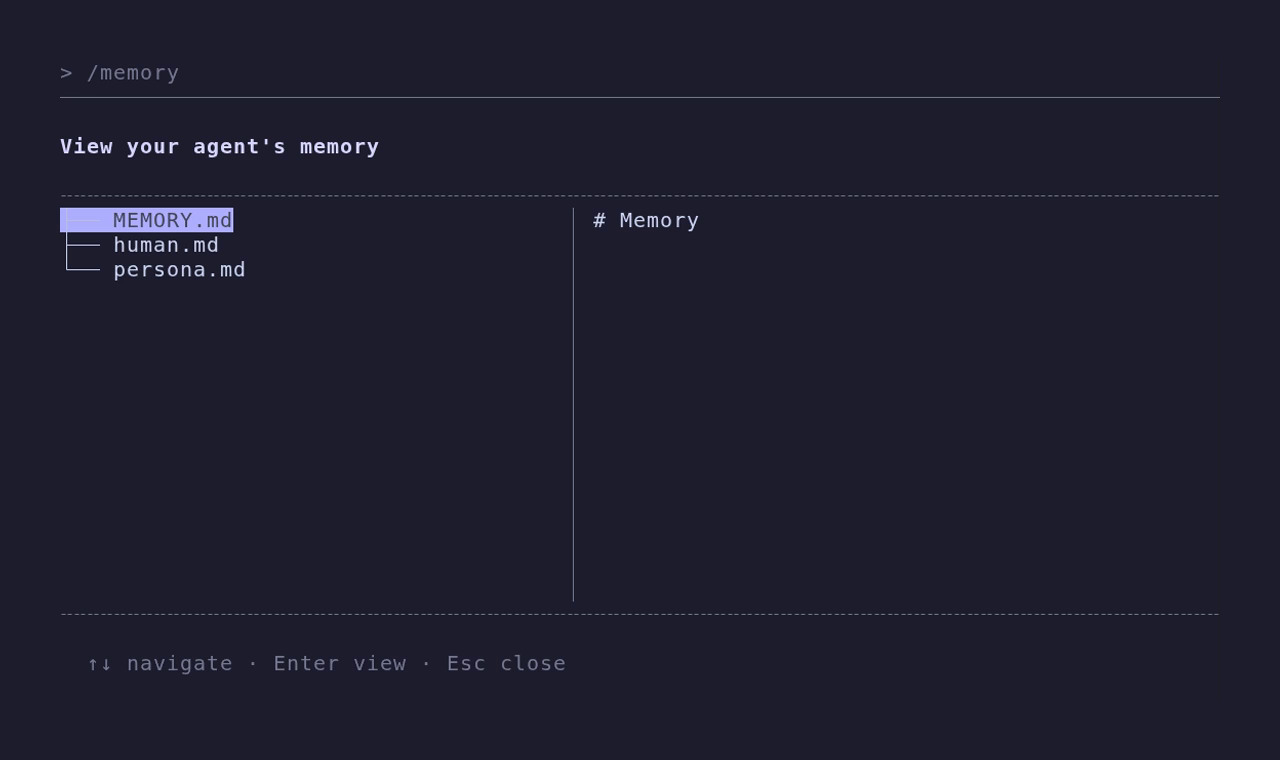 > /memory
View your agent's memory
MEMORY.md
human.md
persona.md
# Memory
↑↓ navigate · Enter view · Esc close